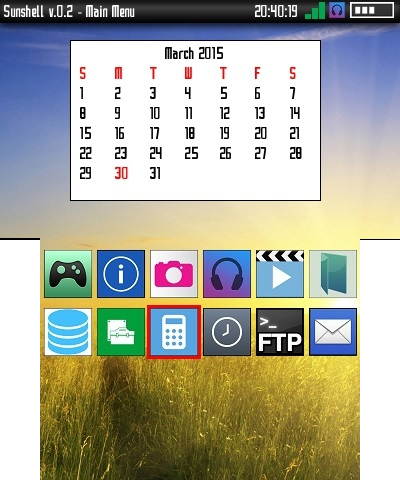 Sunshell v.0.2 - Main Menu 20:40:19
March 2015
S M T W T F S
1 2 3 4 5 6 7
8 9 10 11 12 13 14
15 16 17 18 19 20 21
22 23 24 25 26 27 28
29 30 31
>_
FTP